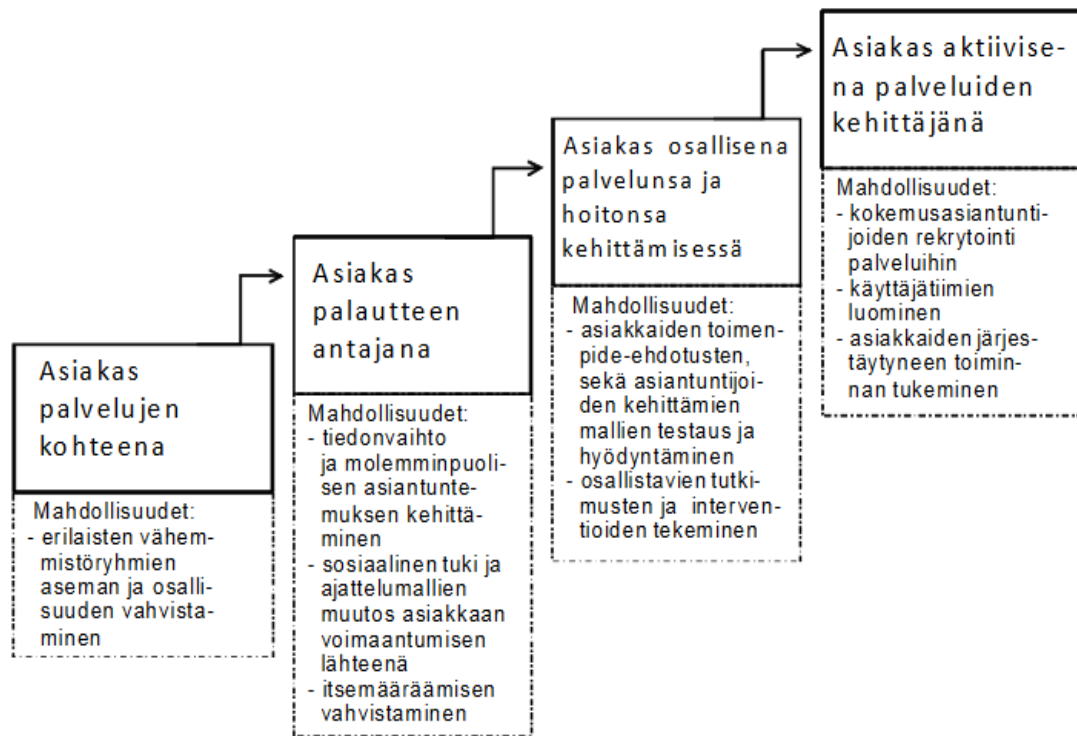 Asiakas
palvelujen
kohteena
Mahdollisuudet:
- erilaisten vähem-
mistöryhmien
aseman ja osalli-
suuden vahvista-
minen
Asiakas
palautteen
antajana
Mahdollisuudet:
- tiedonvaihto
ja molemminpuoli-
sen asiantunte-
muksen kehittä-
minen
- sosiaalinen tuki ja
ajattelumallien
muutos asiakkaan
voimaantumisen
lähteenä
- itsemääräämisen
vahvistaminen
Asiakas osallisena
palvelunsa ja
hoitonsa
kehittämisessä
Mahdollisuudet:
- asiakkaiden toimen-
pide-ehdotusten,
sekä asiantuntijoi-
den kehittämien
mallien testaus ja
hyödyntäminen
- osallistavien tutki-
musten ja interven-
tioiden tekeminen
Asiakas aktiivise-
na palveluiden
kehittäjänä
Mahdollisuudet:
- kokemusasiantunti-
joiden rekrytointi
palveluihin
- käyttäjätiimien
luominen
- asiakkaiden järjes-
täytyneen toimin-
nan tukeminen